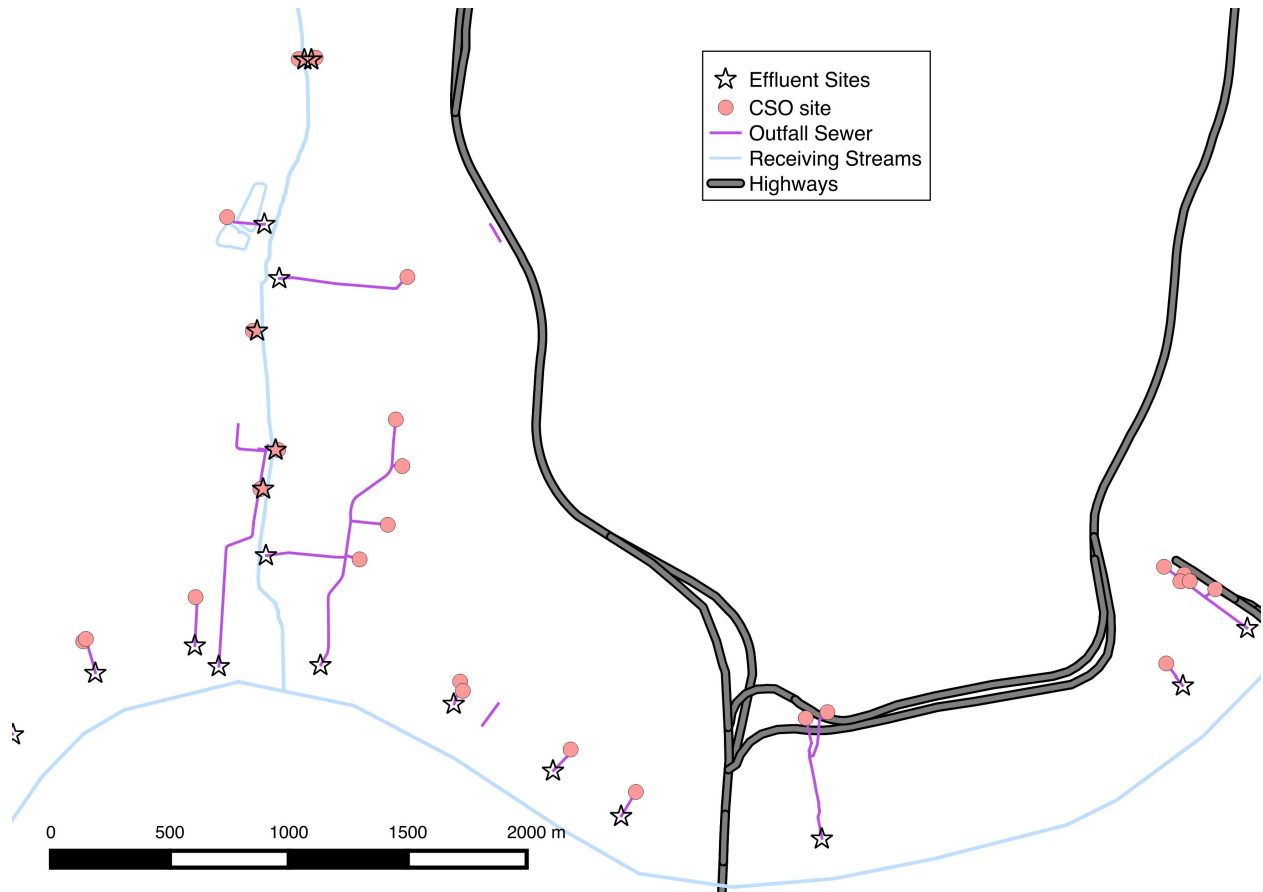 Effluent Sites
CSO site
Outfall Sewer
Receiving Streams
Highways
0 500 1000 1500 2000 m